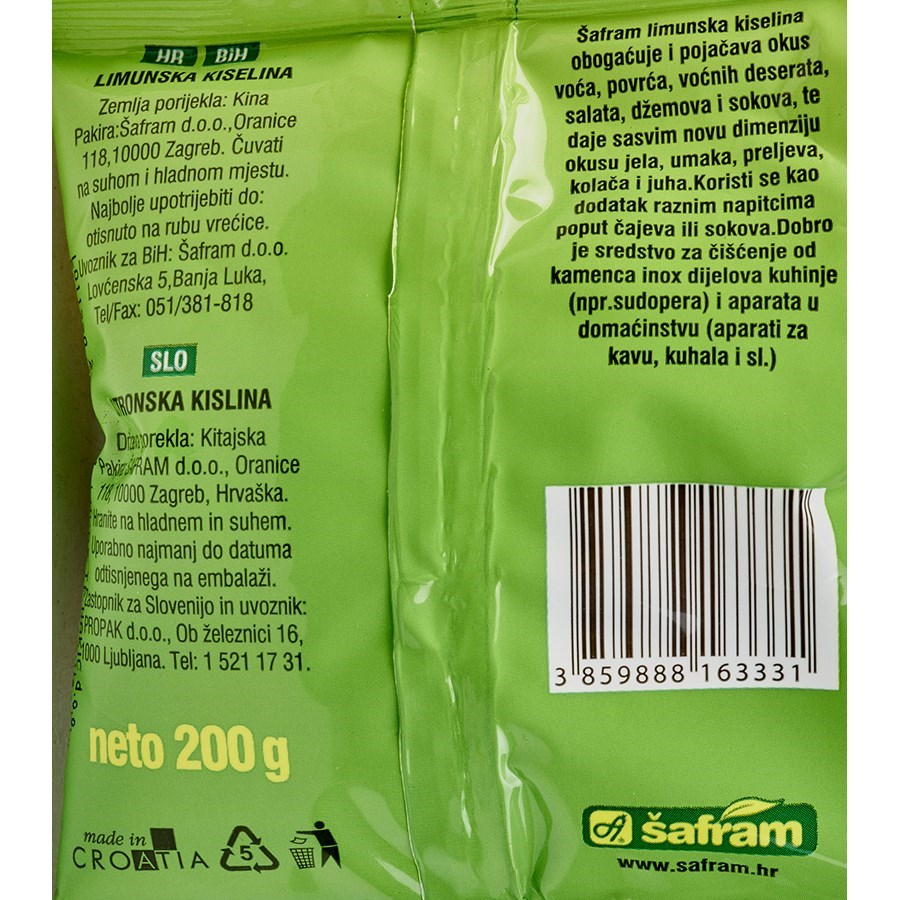 HR BiH
LIMUNSKA KISELINA
Zemlja porijekla: Kina
Pakira:Šafram d.o.o.,Oranice
118,10000 Zagreb. Čuvati
na suhom i hladnom mjestu.
Najbolje upotrijebiti do:
otisnuto na rubu vrećice.
Uvoznik za BiH: Šafram d.o.o.
Lovćenska 5,Banja Luka,
Tel/Fax: 051/381-818
SLO
TRONSKA KISLINA
porekla: Kitajska
d.o.o., Oranice
118, 10000 Zagreb, Hrvaška.
Hranite na hladnem in suhem.
Uporabno najmanj do datuma
odtisnjenega na embalaži.
Zastopnik za Slovenijo in uvoznik:
PROPAK d.o.o., Ob železnici 16,
1000 Ljubljana. Tel: 1 521 17 31.
neto 200 g
made in
CROATIA
5
Šafram limunska kiselina
obogaćuje i pojačava okus
voća, povrća, voćnih deserata,
salata, džemova i sokova, te
daje sasvim novu dimenziju
okusu jela, umaka, preljeva,
kolača i juha.Koristi se kao
dodatak raznim napitcima
poput čajeva ili sokova.Dobro
je sredstvo za čišćenje od
kamenca inox dijelova kuhinje
(npr.sudopera) i aparata u
domaćinstvu (aparati za
kavu, kuhala i sl.)
3 859888 163331
šafram
www.safram.hr